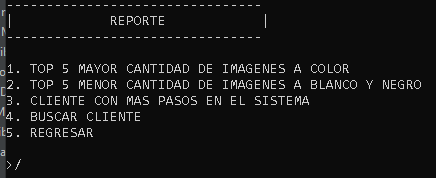 --------------------------------
|            REPORTE            |
--------------------------------
1. TOP 5 MAYOR CANTIDAD DE IMAGENES A COLOR
2. TOP 5 MENOR CANTIDAD DE IMAGENES A BLANCO Y NEGRO
3. CLIENTE CON MAS PASOS EN EL SISTEMA
4. BUSCAR CLIENTE
5. REGRESAR
>/